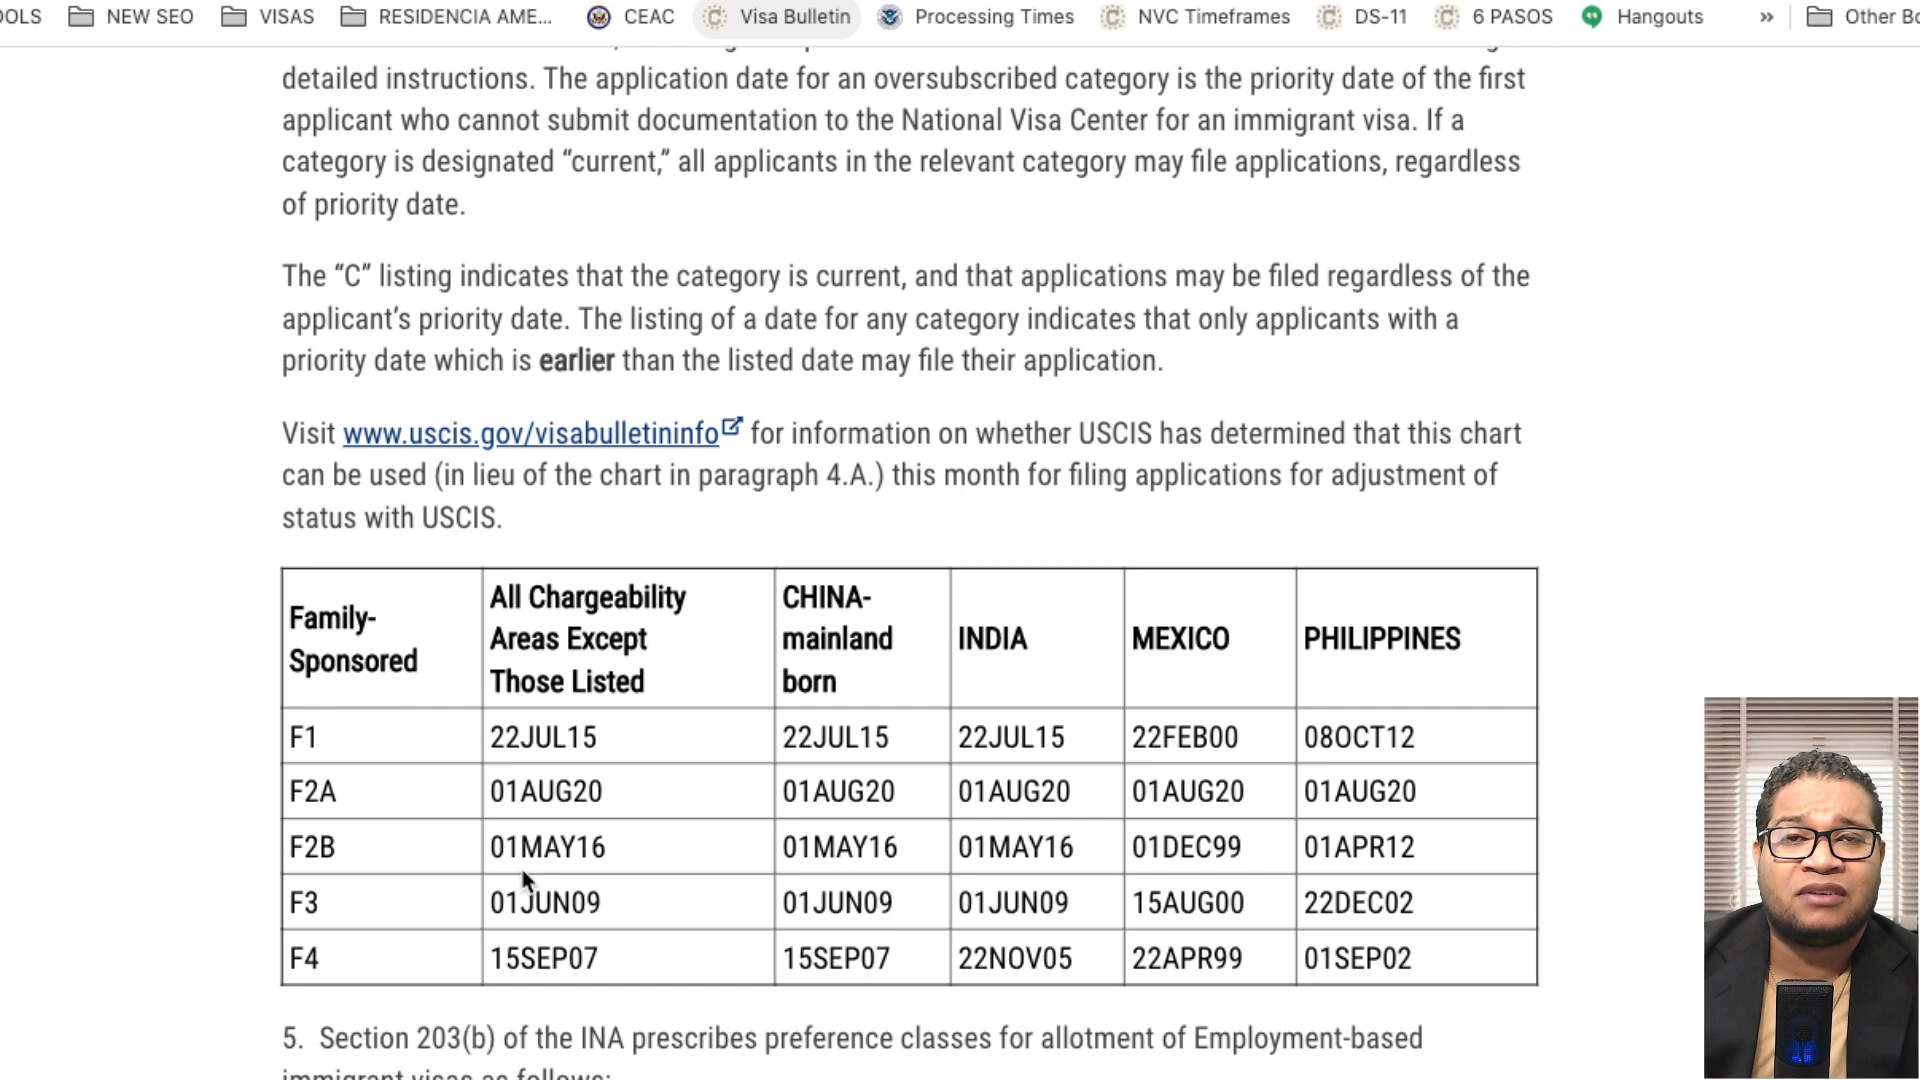 OOLS NEW SEO VISAS RESIDENCIA AME... CEAC Visa Bulletin Processing Times NVC Timeframes DS-11 6 PASOS Hangouts » Other Bo
detailed instructions. The application date for an oversubscribed category is the priority date of the first
applicant who cannot submit documentation to the National Visa Center for an immigrant visa. If a
category is designated “current,” all applicants in the relevant category may file applications, regardless
of priority date.
The “C” listing indicates that the category is current, and that applications may be filed regardless of the
applicant’s priority date. The listing of a date for any category indicates that only applicants with a
priority date which is earlier than the listed date may file their application.
Visit www.uscis.gov/visabulletininfo for information on whether USCIS has determined that this chart
can be used (in lieu of the chart in paragraph 4.A.) this month for filing applications for adjustment of
status with USCIS.
Family-
Sponsored
All Chargeability
Areas Except
Those Listed
CHINA-
mainland
born
INDIA
MEXICO
PHILIPPINES
F1 22JUL15 22JUL15 22JUL15 22FEB00 08OCT12
F2A 01AUG20 01AUG20 01AUG20 01AUG20 01AUG20
F2B 01MAY16 01MAY16 01MAY16 01DEC99 01APR12
F3 01JUN09 01JUN09 01JUN09 15AUG00 22DEC02
F4 15SEP07 15SEP07 22NOV05 22APR99 01SEP02
5. Section 203(b) of the INA prescribes preference classes for allotment of Employment-based
immigrant visas as follows: